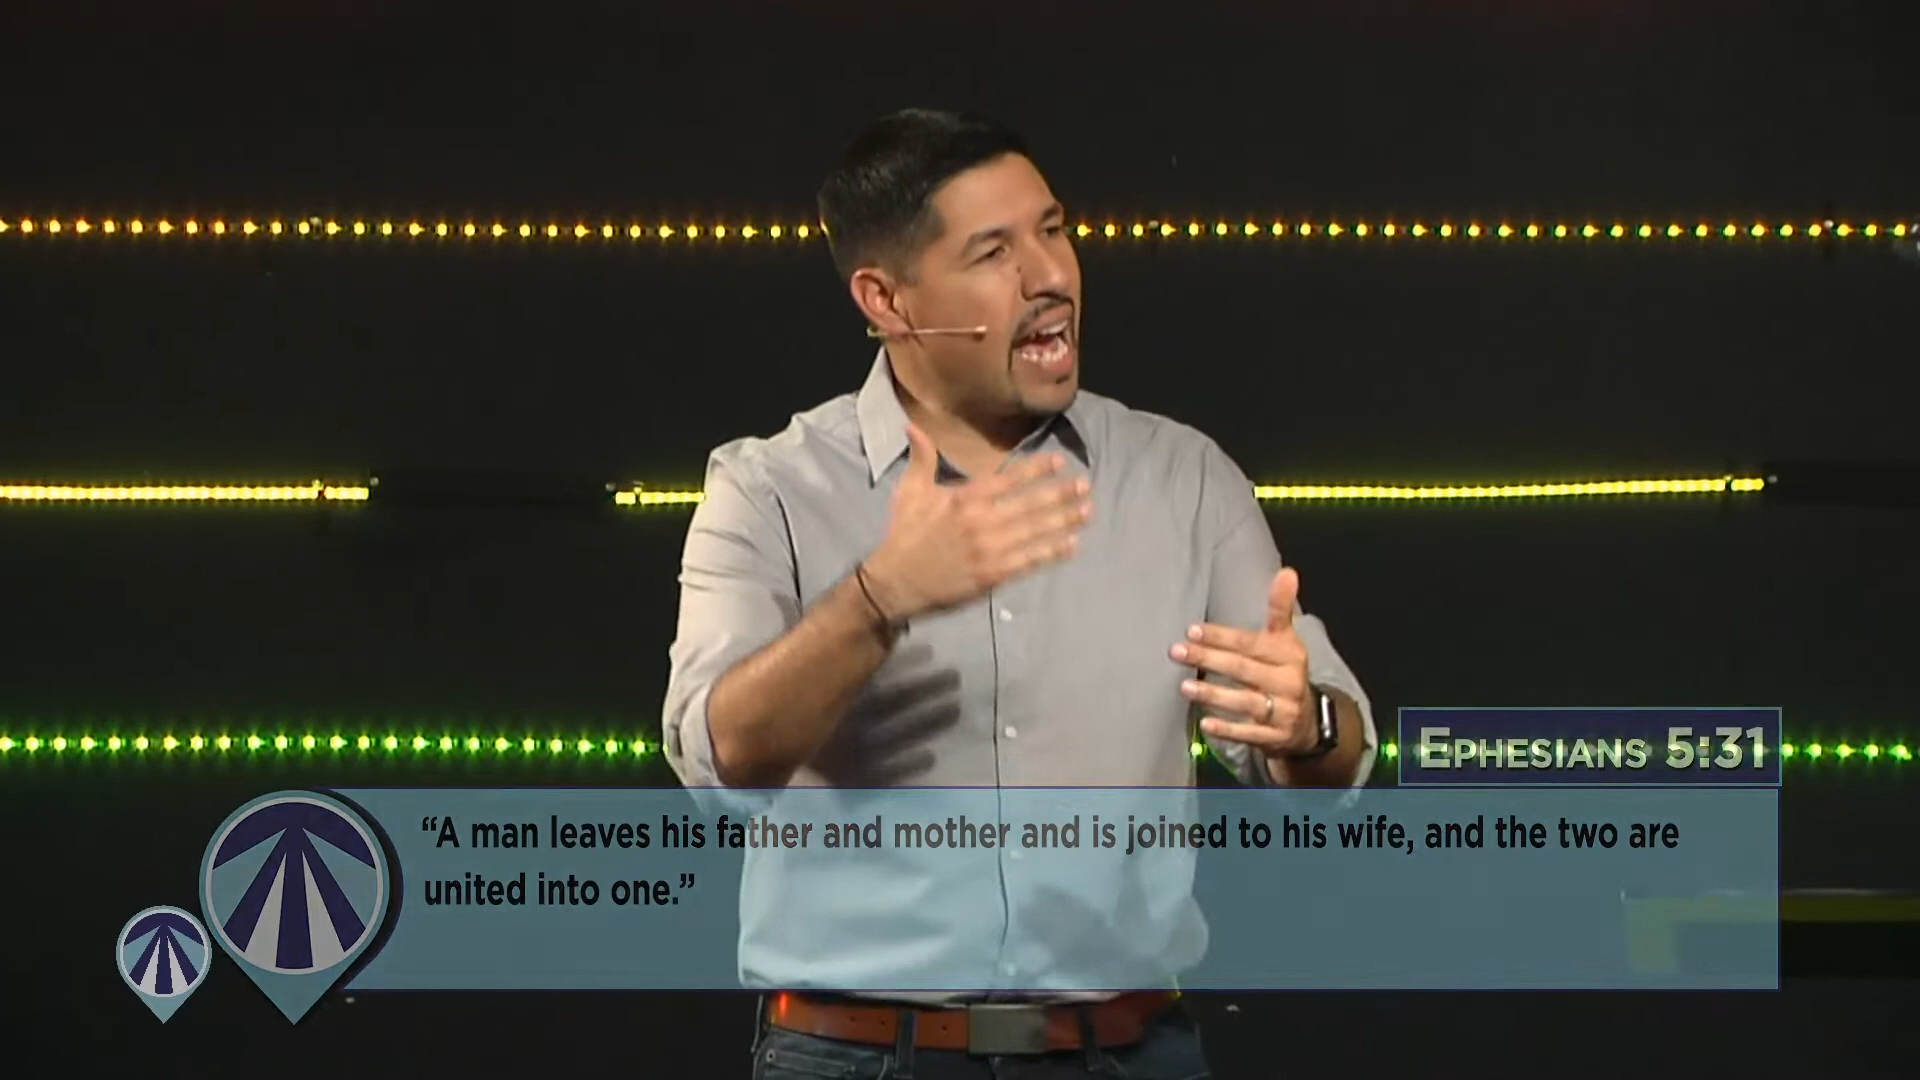 EPHESIANS 5:31
“A man leaves his father and mother and is joined to his wife, and the two are
united into one.”